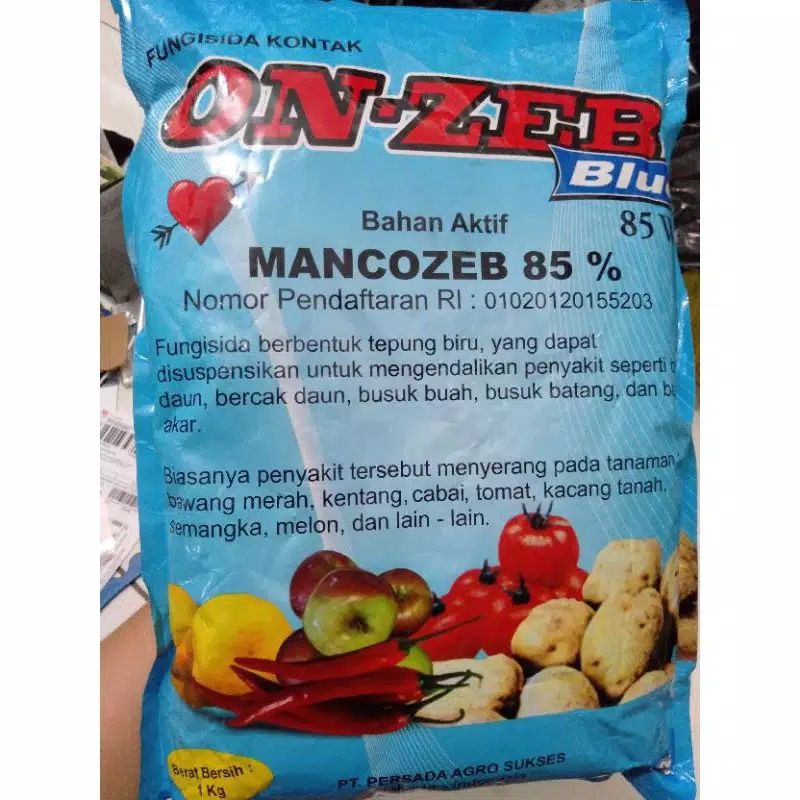 FUNGISIDA KONTAK
ON-ZEB
Blue
85
Bahan Aktif
MANCOZEB 85 %
Nomor Pendaftaran RI : 01020120155203
Fungisida berbentuk tepung biru, yang dapat
disuspensikan untuk mengendalikan penyakit seperti
daun, bercak daun, busuk buah, busuk batang, dan
akar.
Biasanya penyakit tersebut menyerang pada tanaman
bawang merah, kentang, cabai, tomat, kacang tanah,
semangka, melon, dan lain - lain.
Berat Bersih :
1 Kg
PT. PERSADA AGRO SUKSES